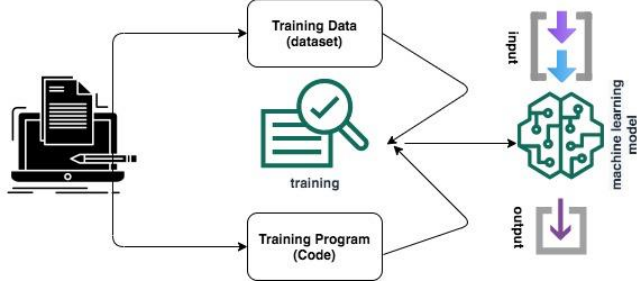 Training Data
(dataset)
input
training
machine learning
model
Training Program
(Code)
output